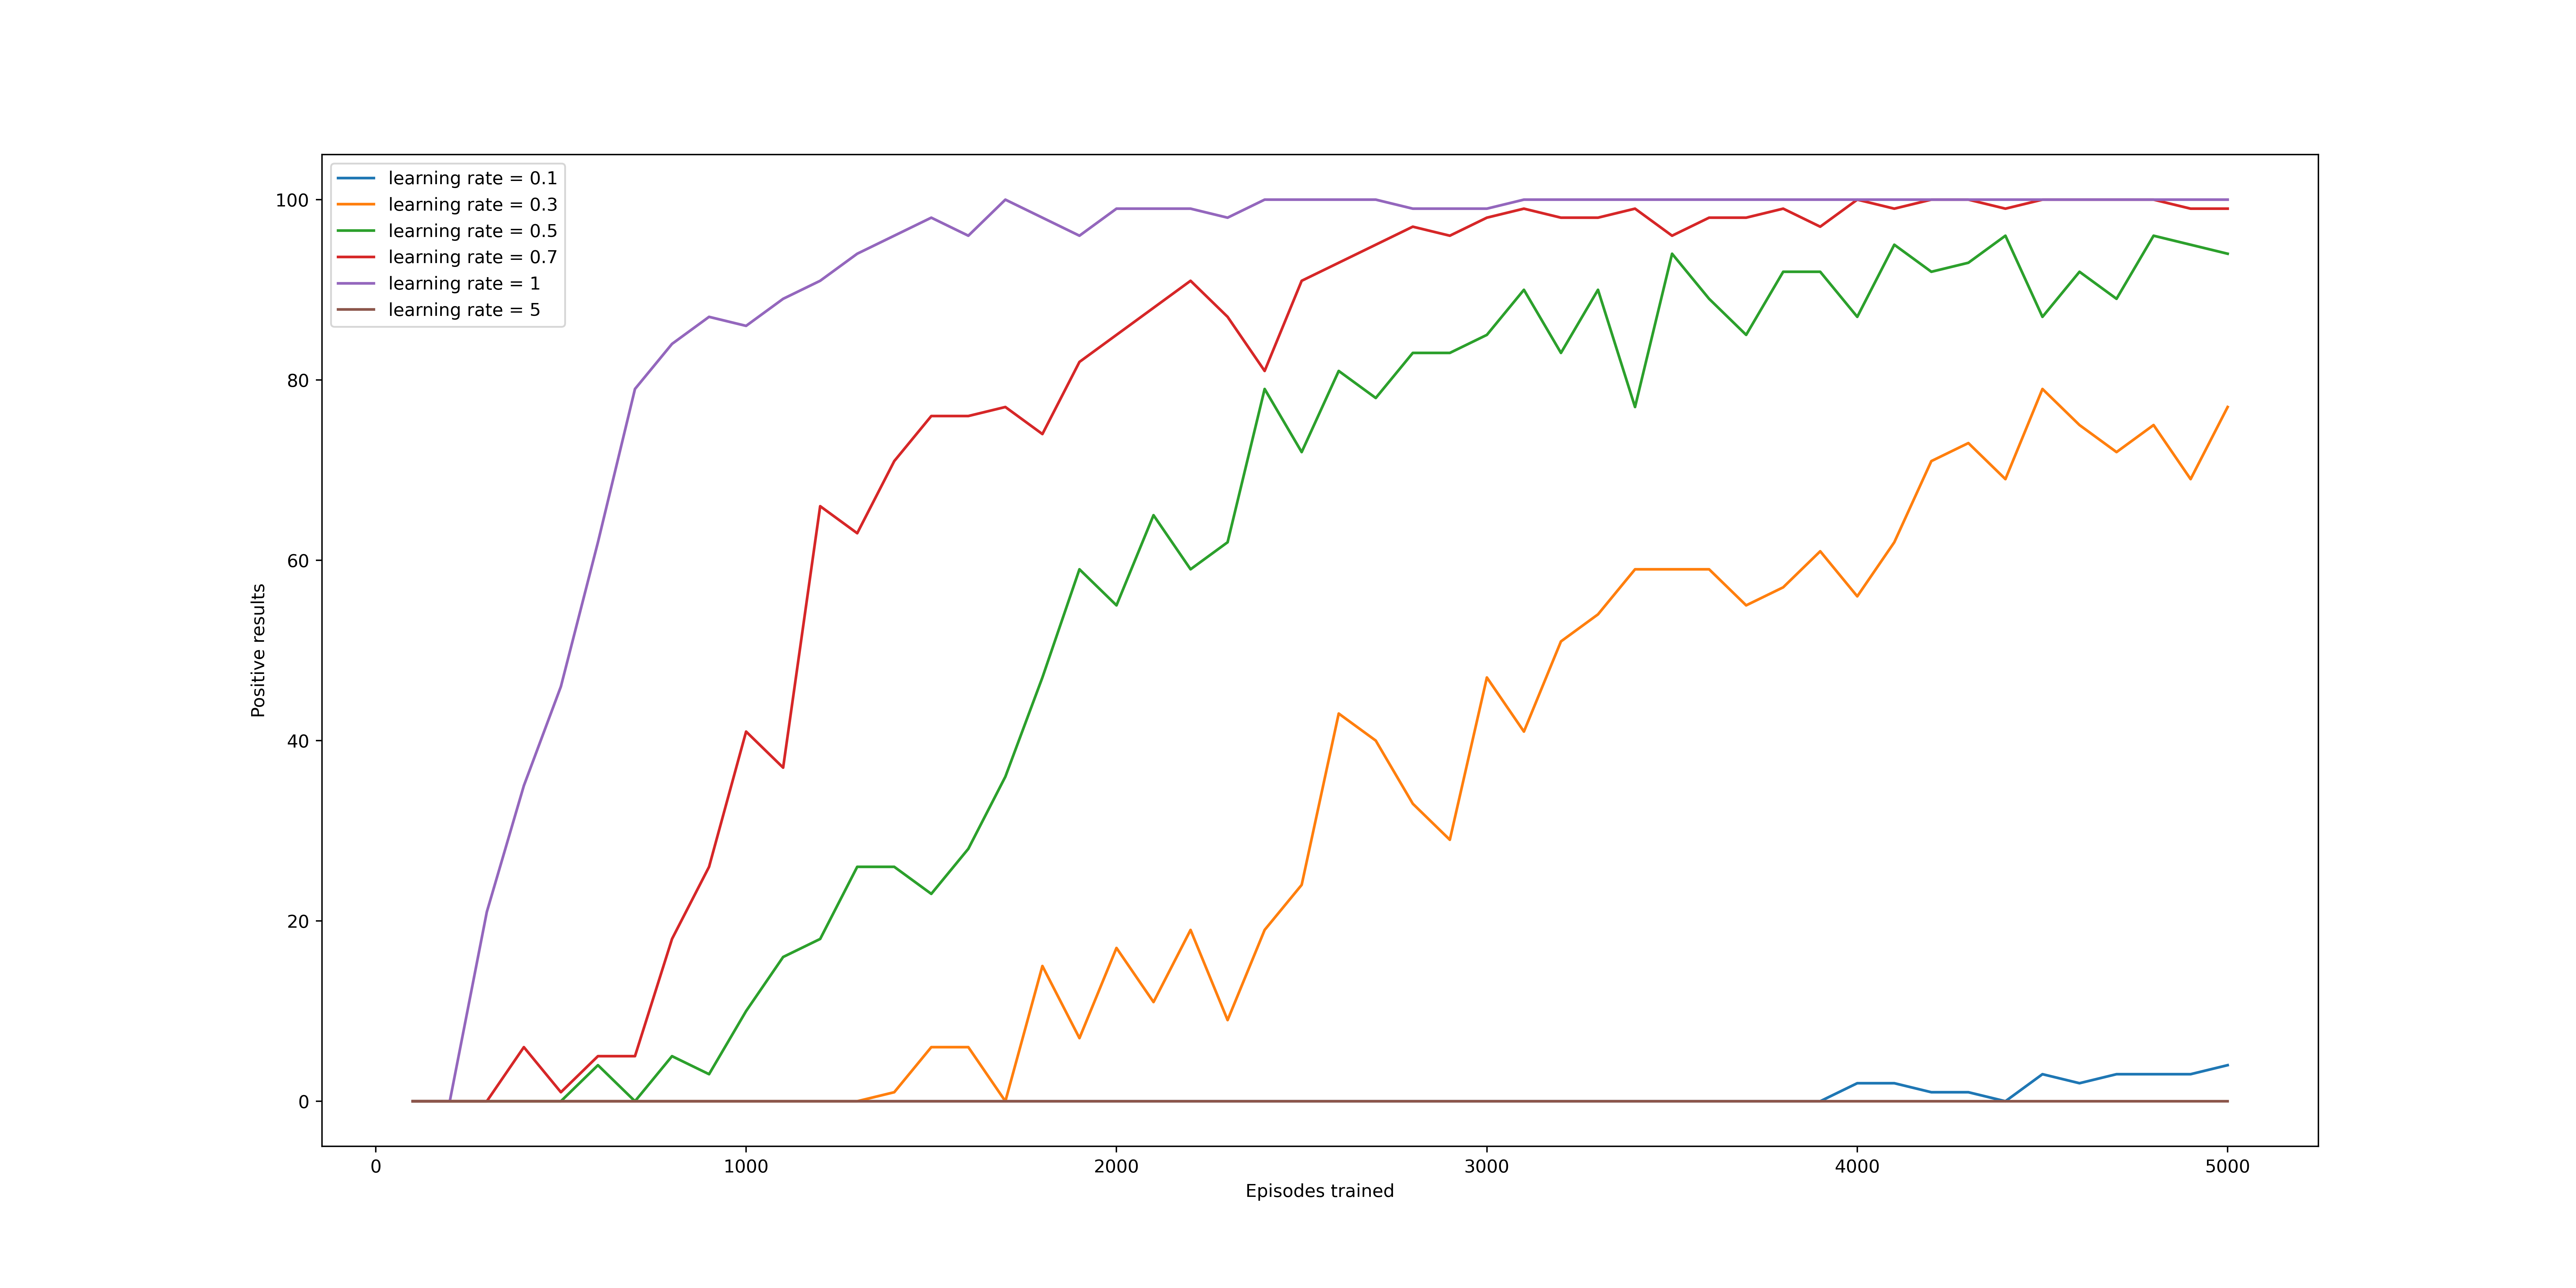 learning rate = 0.1
learning rate = 0.3
learning rate = 0.5
learning rate = 0.7
learning rate = 1
learning rate = 5
100
80
60
40
20
0
Positive results
0 1000 2000 3000 4000 5000
Episodes trained